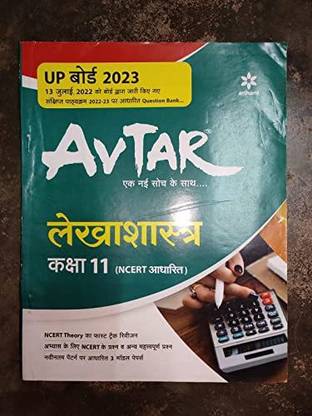 UP बोर्ड 2023
13 जुलाई, 2022 को बोर्ड द्वारा जारी किए गए
संक्षिप्त पाठ्यक्रम 2022-23 पर आधारित Question Bank...
arihant
AVTAR
एक नई सोच के साथ....
लेखाशास्त्र
कक्षा 11 (NCERT आधारित)
NCERT Theory का फास्ट ट्रैक रिवीजन
अभ्यास के लिए NCERT के प्रश्न व अन्य महत्वपूर्ण प्रश्न
नवीनतम पैटर्न पर आधारित 3 मॉडल पेपर्स